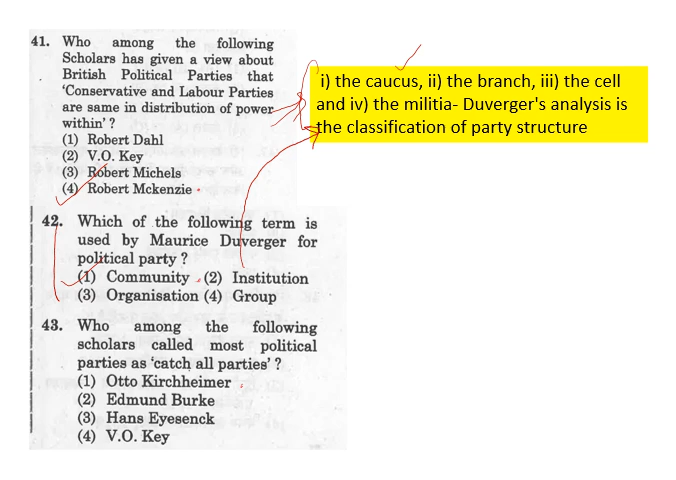 41. Who among the following
Scholars has given a view about
British Political Parties that
'Conservative and Labour Parties
are same in distribution of power
within' ?
(1) Robert Dahl
(2) V.O. Key
(3) Robert Michels
(4) Robert Mckenzie
i) the caucus, ii) the branch, iii) the cell
and iv) the militia- Duverger's analysis is
the classification of party structure
42. Which of the following term is
used by Maurice Duverger for
political party ?
(1) Community (2) Institution
(3) Organisation (4) Group
43. Who among the following
scholars called most political
parties as 'catch all parties' ?
(1) Otto Kirchheimer
(2) Edmund Burke
(3) Hans Eyesenck
(4) V.O. Key